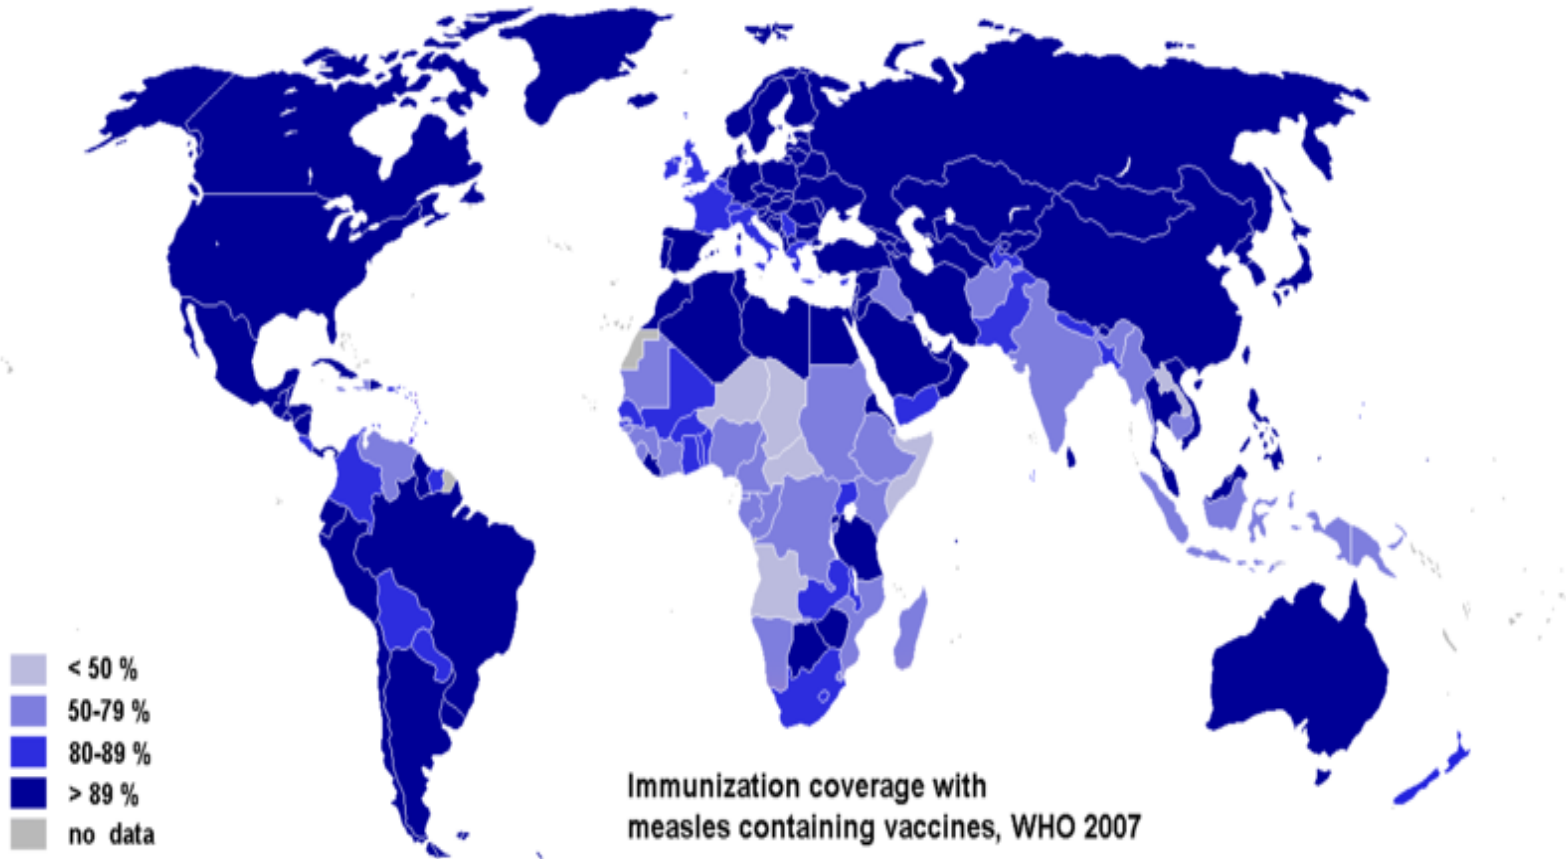 < 50 %
50-79 %
80-89 %
> 89 %
no data
Immunization coverage with
measles containing vaccines, WHO 2007